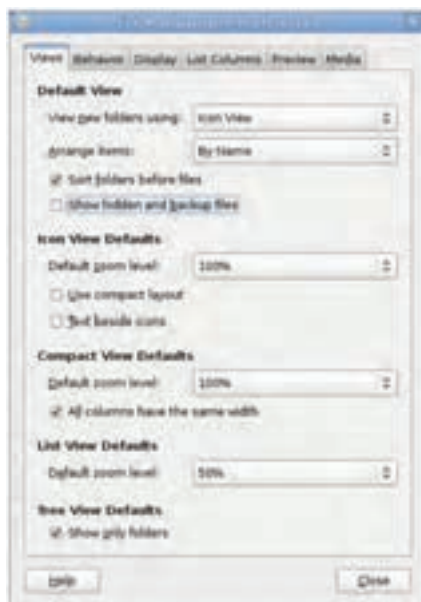 File Management Preferences
Views Behavior Display List Columns Preview Media
Default View
View new folders using: Icon View
Arrange items: By Name
Sort folders before files
Show hidden and backup files
Icon View Defaults
Default zoom level: 100%
Use compact layout
Text beside icons
Compact View Defaults
Default zoom level: 100%
All columns have the same width
List View Defaults
Default zoom level: 50%
Tree View Defaults
Show only folders
Help Close